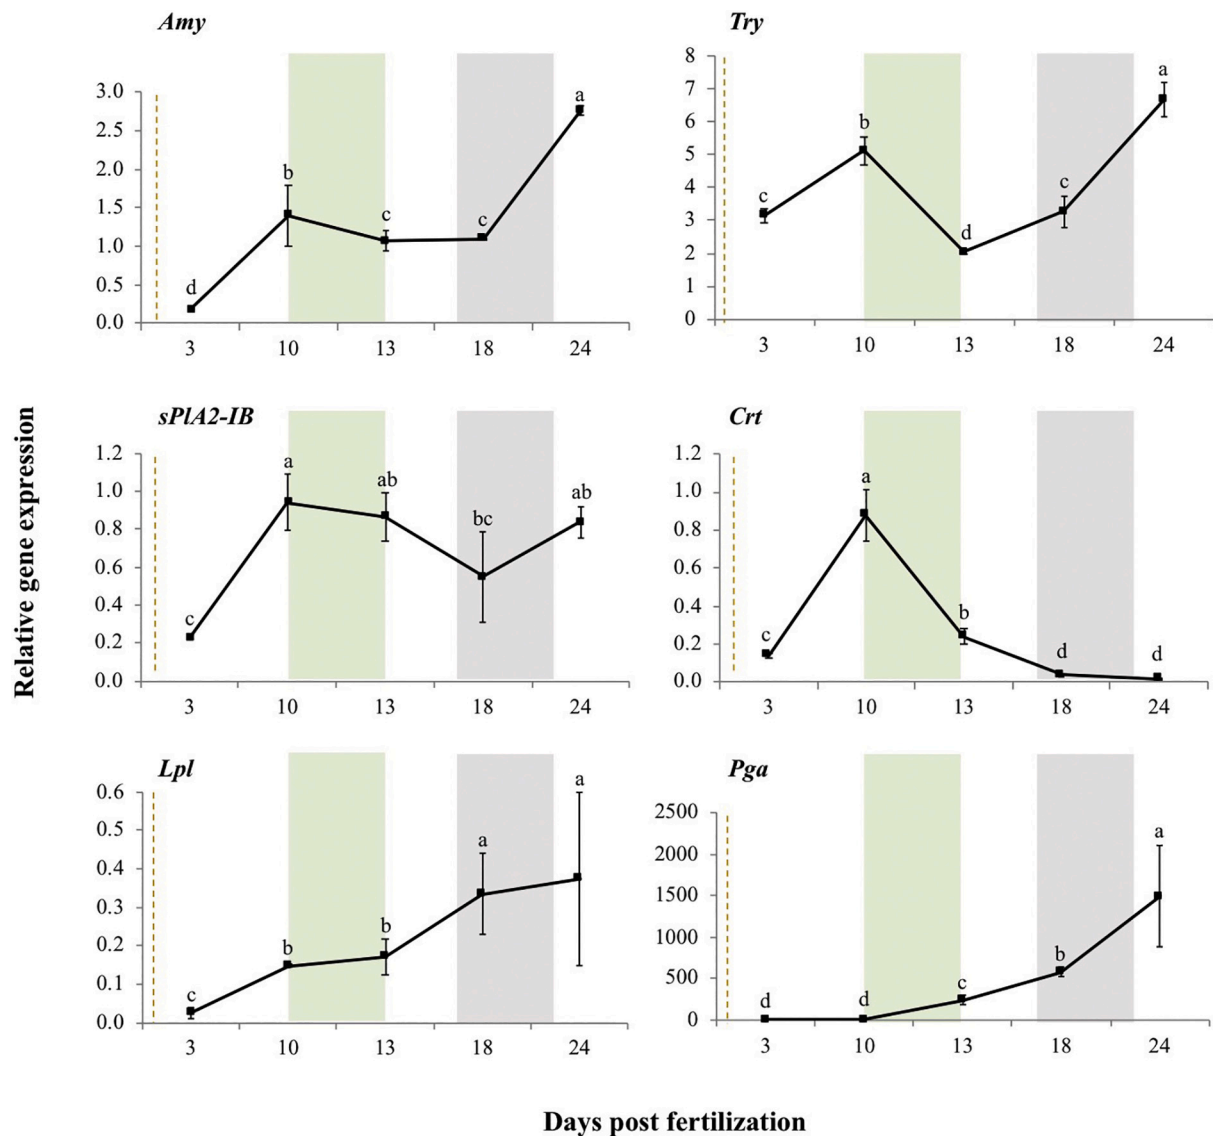 Amy
3.0
2.5
2.0
1.5
1.0
0.5
0.0
d
b
c
c
a
3 10 13 18 24
Try
8
7
6
5
4
3
2
1
0
c
b
d
c
a
3 10 13 18 24
Relative gene expression
sPlA2-IB
1.2
1.0
0.8
0.6
0.4
0.2
0.0
c
a
ab
bc
ab
3 10 13 18 24
Crt
1.2
1.0
0.8
0.6
0.4
0.2
0.0
c
a
b
d
d
3 10 13 18 24
Lpl
0.6
0.5
0.4
0.3
0.2
0.1
0.0
c
b
b
a
a
3 10 13 18 24
Pga
2500
2000
1500
1000
500
0
d
d
c
b
a
3 10 13 18 24
Days post fertilization